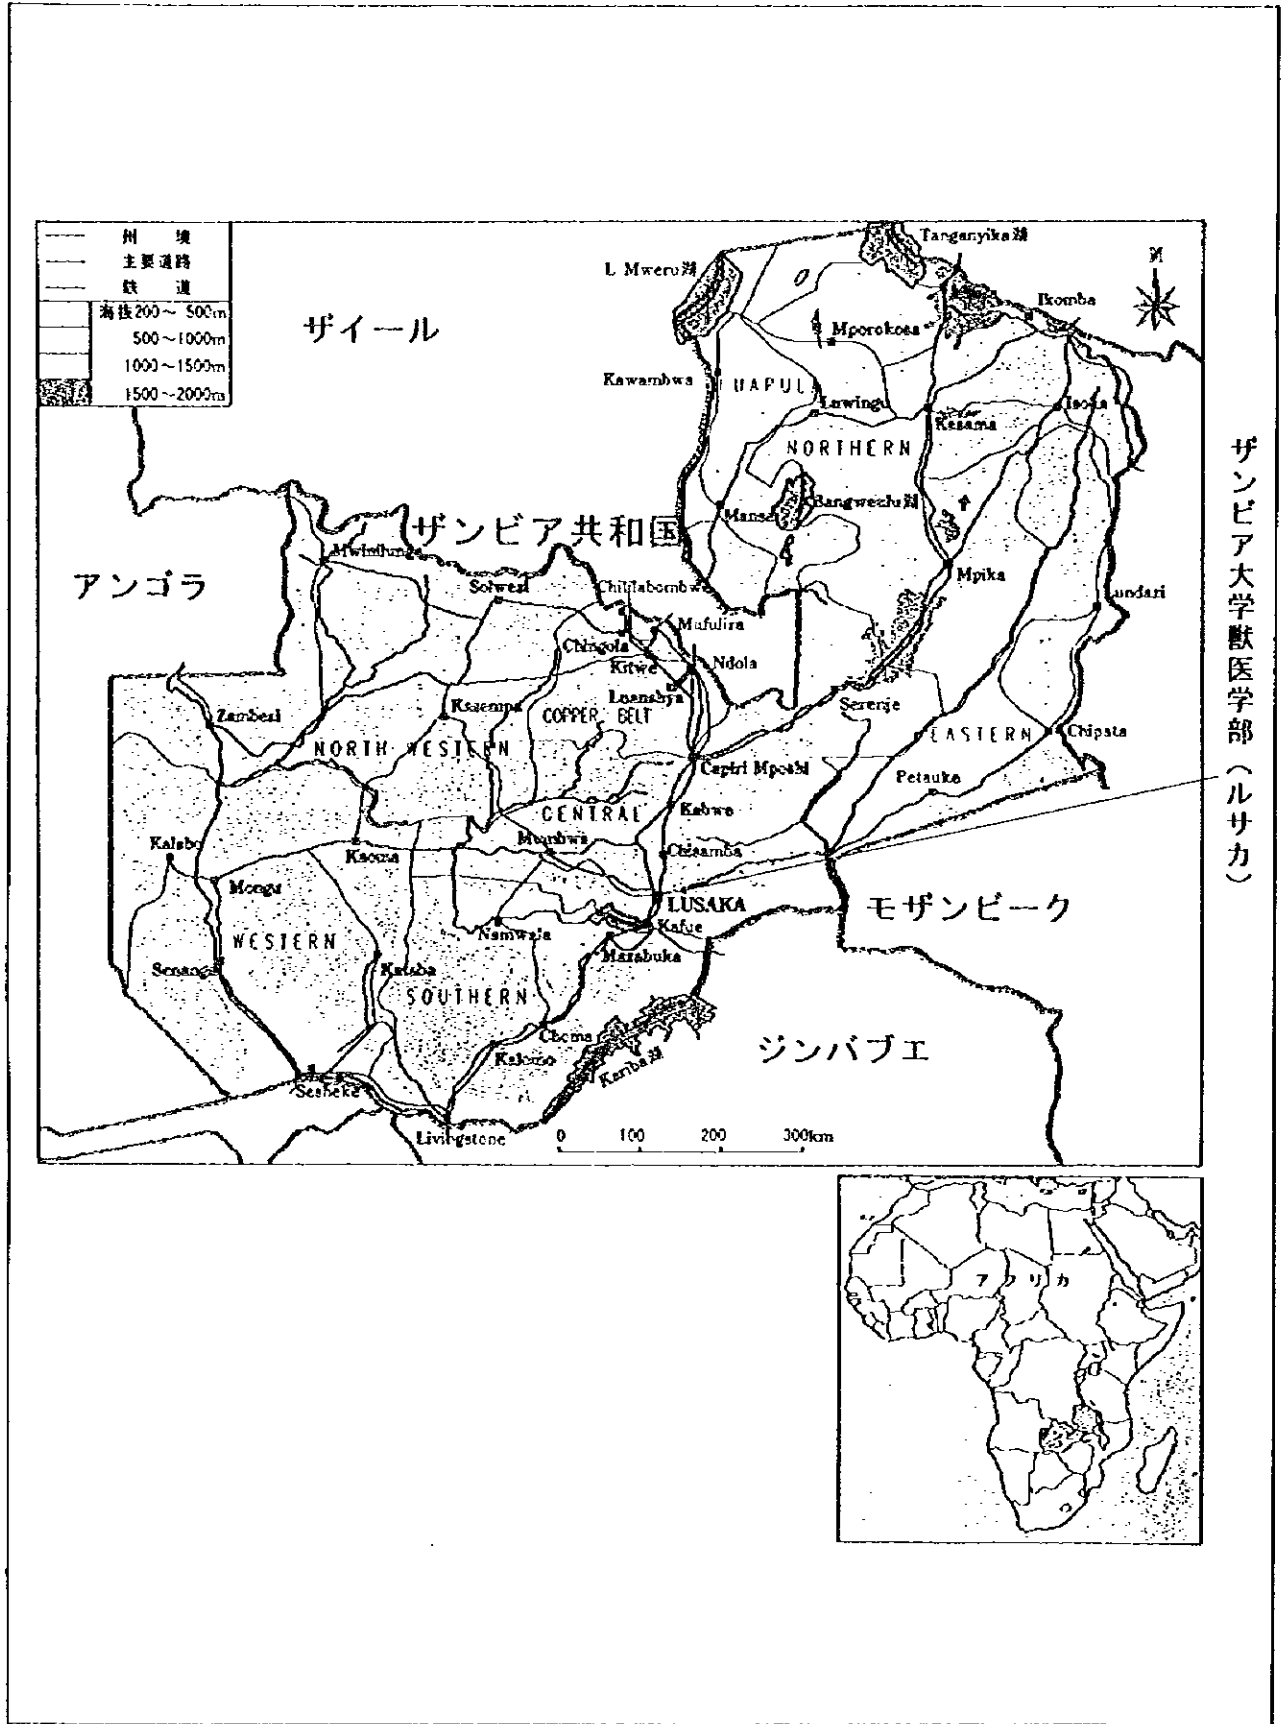 州 境
主要道路
鉄 道
海抜200～500m
500～1000m
1000～1500m
1500～2000m
ザイール
L Mweru湖
Tanganyika湖
N
Ikomba
Mporokosa
Kawambwa
LUAPULA
Luwingu
Kasama
Isoka
NORTHERN
Mansa
Bangweulu湖
ザンビア共和国
Mwinilunga
アンゴラ
Solwezi
Chililabombwe
Mpika
Lundazi
Mufulira
Chingola
Kitwe
Ndola
Luanshya
Zambesi
Kasempa
COPPER BELT
Serenje
NORTH WESTERN
EASTERN
Chipata
Capiri Mposhi
Petauke
CENTRAL
Kabwe
Kalabo
Kaoma
Mumbwa
Chisamba
Mongu
LUSAKA
モザンビーク
WESTERN
Namwala
Kafue
Mazabuka
Senanga
Kataba
SOUTHERN
Choma
Kalomo
Kariba湖
ジンバブエ
Sesheke
Livingstone
0 100 200 300km
アフリカ
ザンビア大学獣医学部（ルサカ）